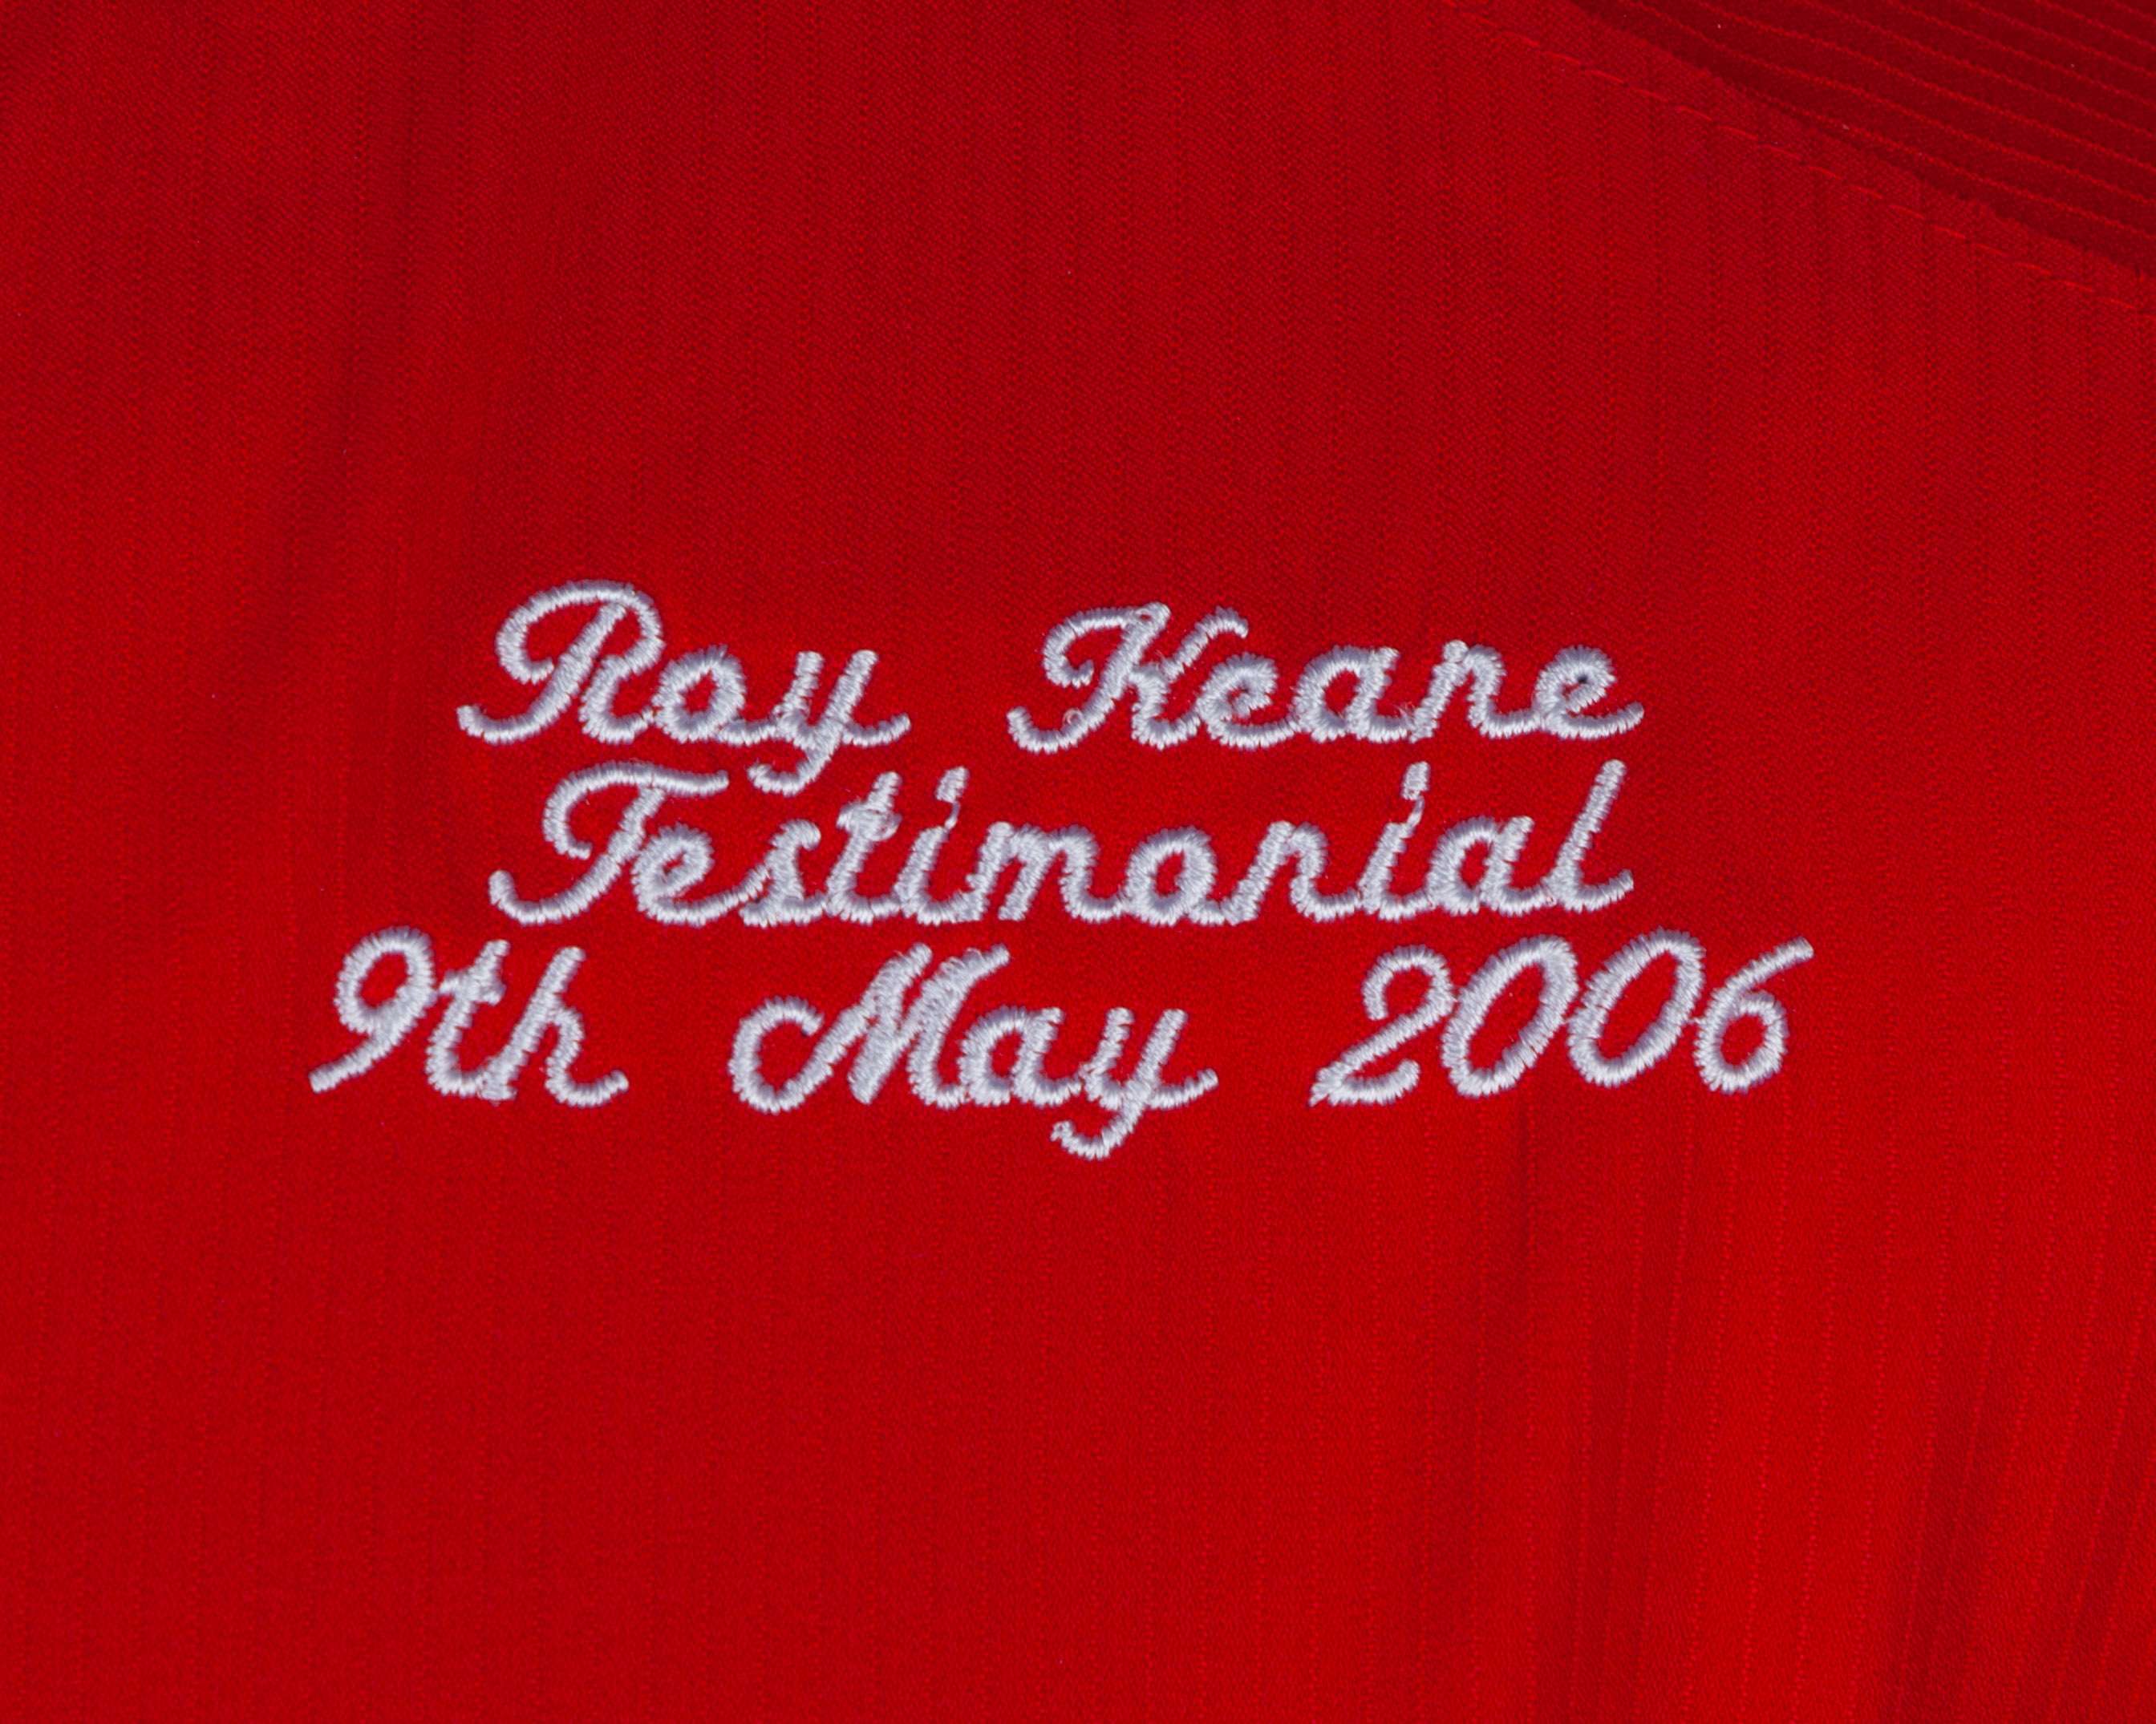 Roy Keane
Testimonial
9th May 2006